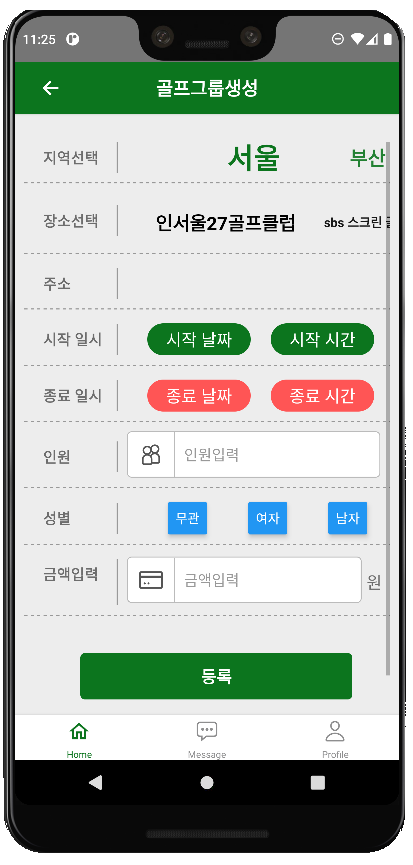 11:25
골프그룹생성
지역선택 서울 부산
장소선택 인서울27골프클럽 sbs 스크린
주소
시작 일시 시작 날짜 시작 시간
종료 일시 종료 날짜 종료 시간
인원 인원입력
성별 무관 여자 남자
금액입력 금액입력 원
등록
Home Message Profile